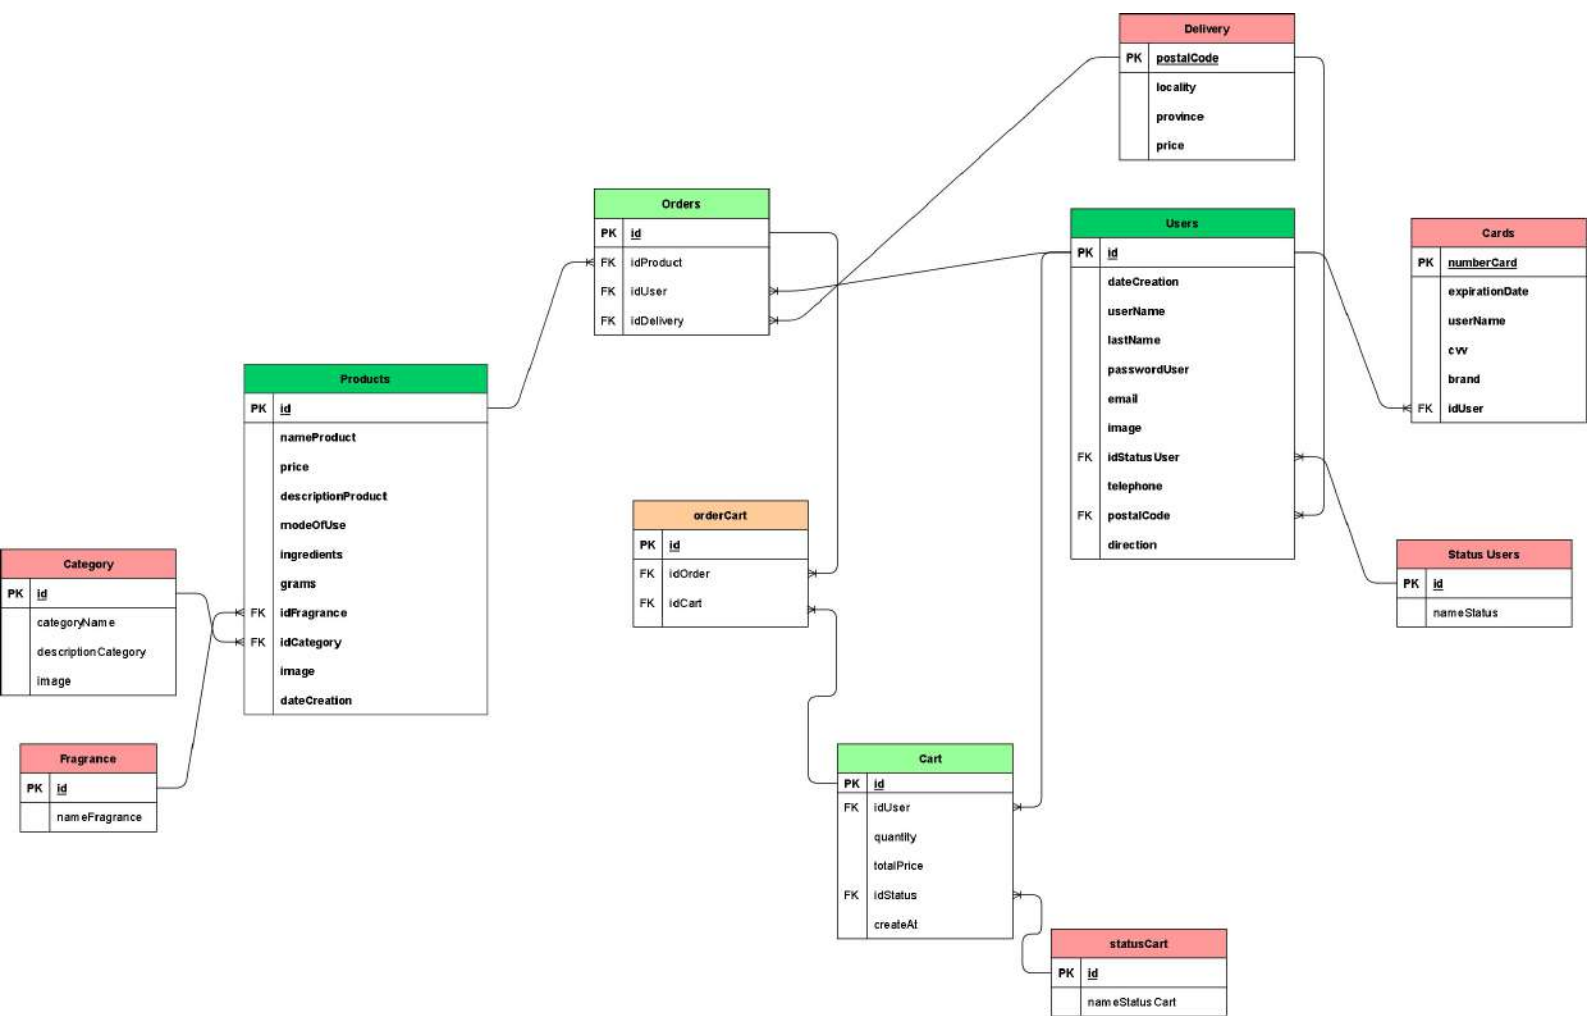 Delivery
PK postalCode
locality
province
price
Orders
PK id
FK idProduct
FK idUser
FK idDelivery
Users
PK id
dateCreation
userName
lastName
passwordUser
email
image
FK idStatusUser
telephone
FK postalCode
direction
Cards
PK numberCard
expirationDate
userName
cvv
brand
FK idUser
Products
PK id
nameProduct
price
descriptionProduct
modeOfUse
ingredients
grams
FK idFragrance
FK idCategory
image
dateCreation
orderCart
PK id
FK idOrder
FK idCart
Status Users
PK id
nameStatus
Category
PK id
categoryName
descriptionCategory
image
Fragrance
PK id
nameFragrance
Cart
PK id
FK idUser
quantity
totalPrice
FK idStatus
createAt
statusCart
PK id
nameStatusCart